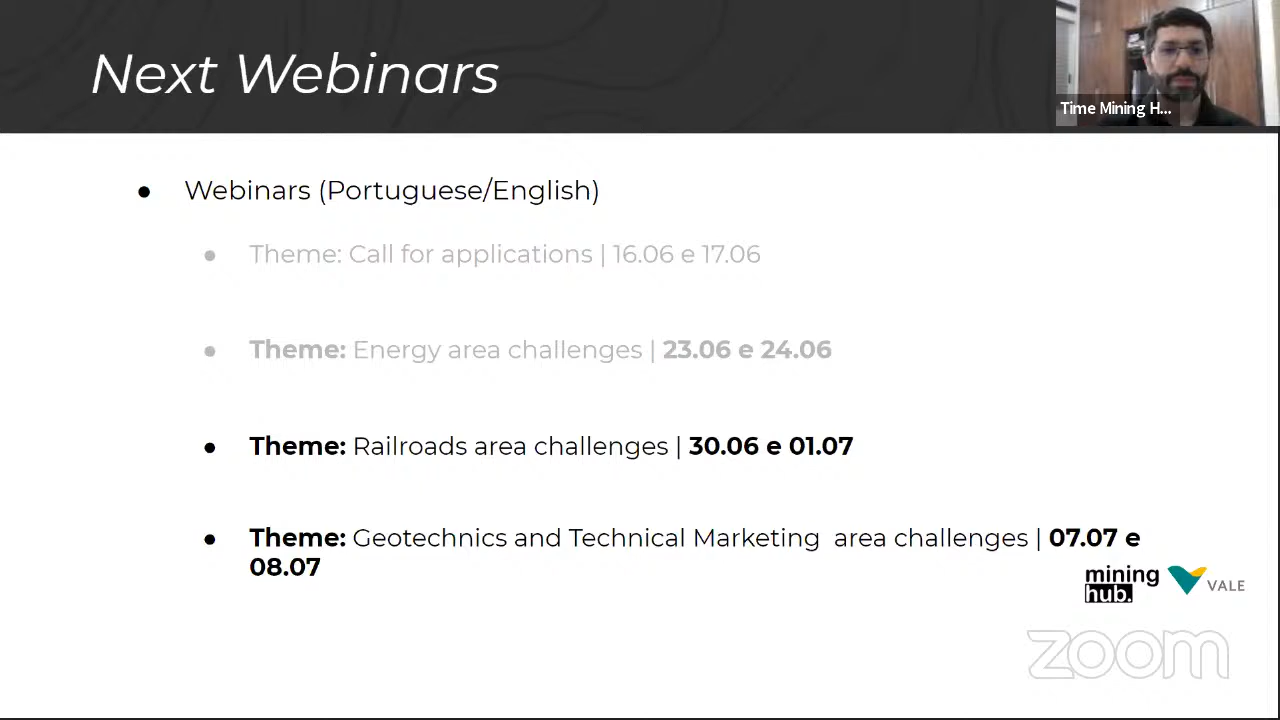 Next Webinars
Time Mining H...
Webinars (Portuguese/English)
Theme: Call for applications | 16.06 e 17.06
Theme: Energy area challenges | 23.06 e 24.06
Theme: Railroads area challenges | 30.06 e 01.07
Theme: Geotechnics and Technical Marketing area challenges | 07.07 e
08.07
mining
hub.
VALE
zoom